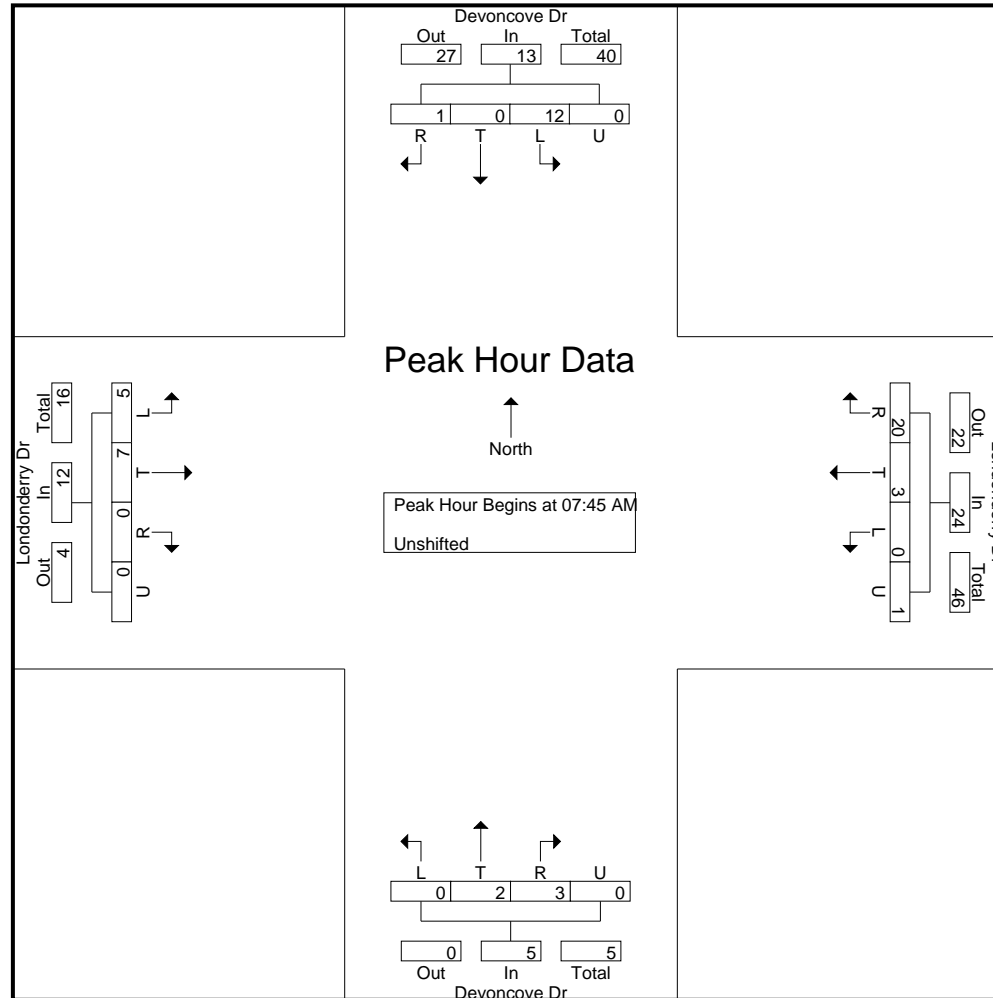 Devoncove Dr
Out In Total
27 13 40
1 0 12 0
R T L U
Peak Hour Data
North
Peak Hour Begins at 07:45 AM
Unshifted
Londonderry Dr
Total In Out
16 12 4
5 7 0 0
L T R U
R T L U
20 3 0 1
Out In Total
22 24 46
L T R U
0 2 3 0
0 5 5
Out In Total
Devoncove Dr